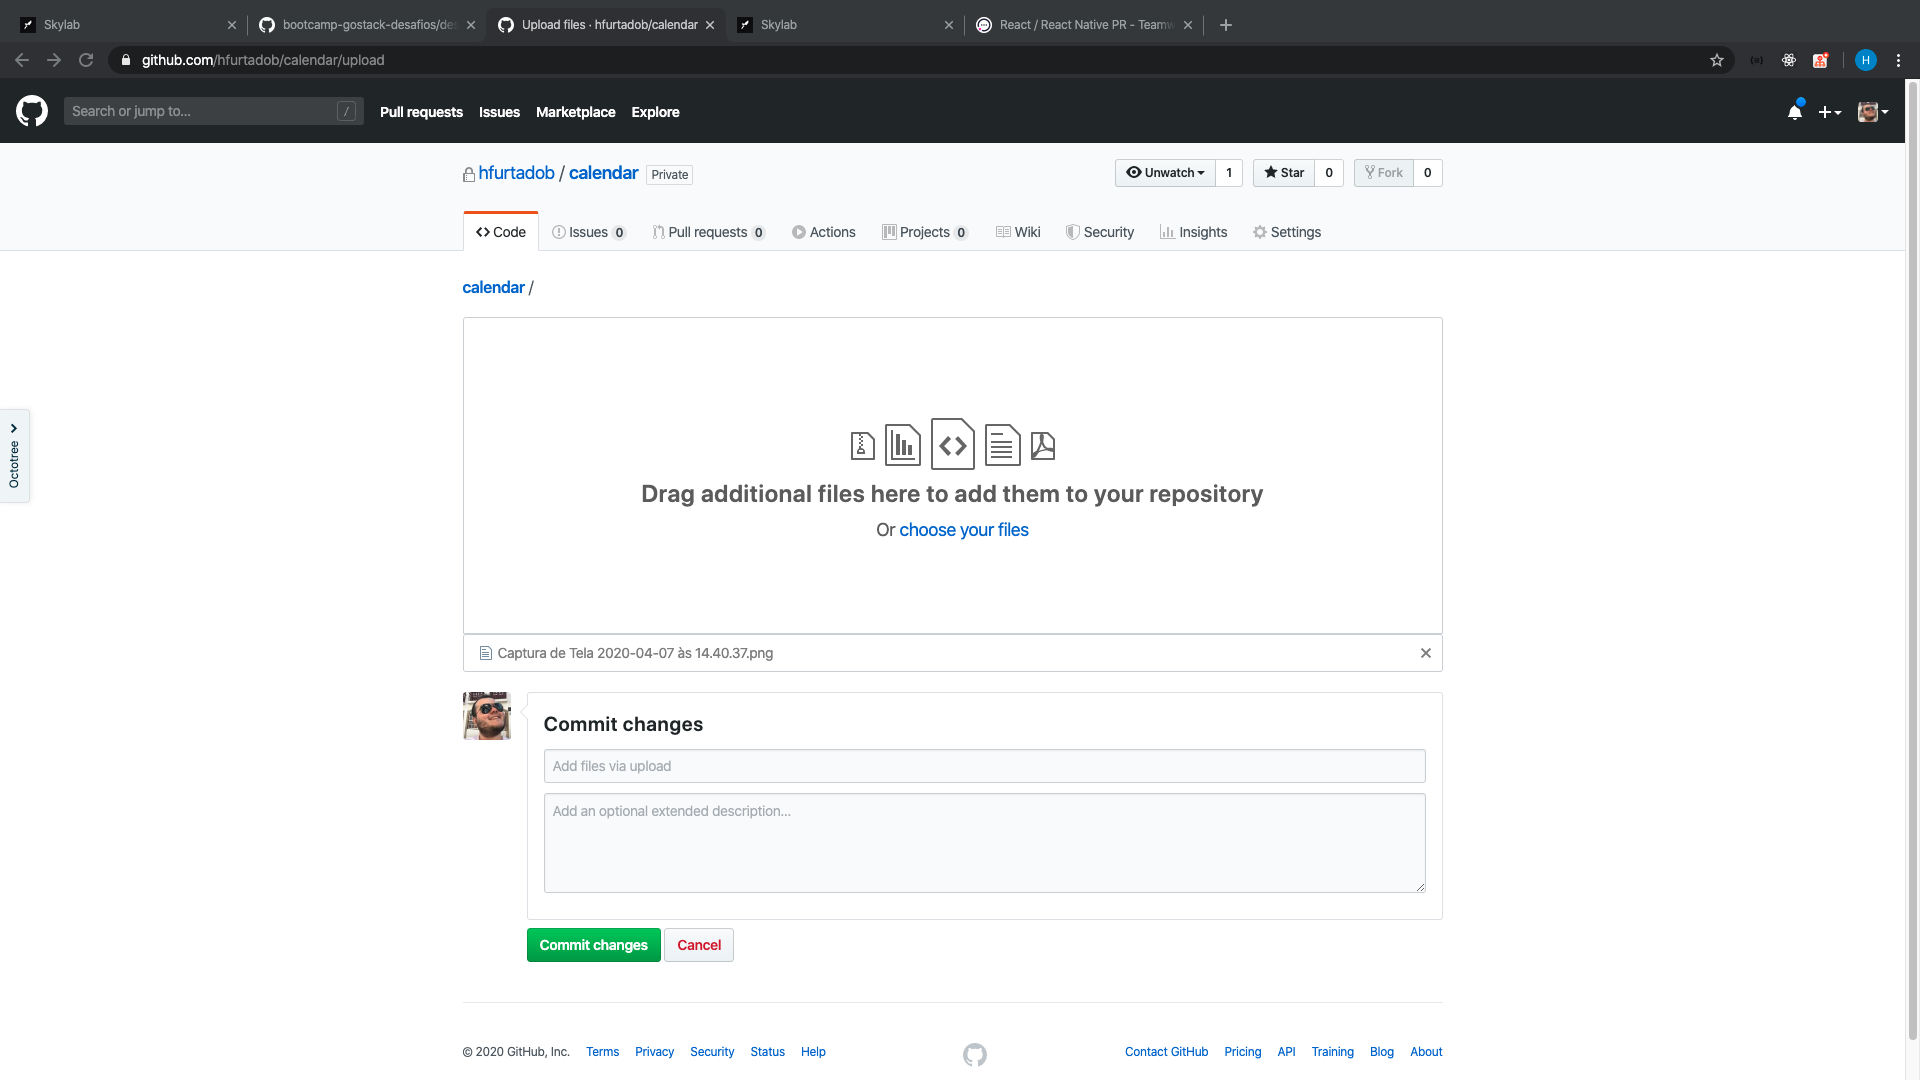 Skylab
bootcamp-gostack-desafios/des
Upload files · hfurtadob/calendar
Skylab
React / React Native PR - Teamw
github.com/hfurtadob/calendar/upload
H
Search or jump to...
/
Pull requests
Issues
Marketplace
Explore
hfurtadob / calendar
Private
Unwatch
1
Star
0
Fork
0
Code
Issues 0
Pull requests 0
Actions
Projects 0
Wiki
Security
Insights
Settings
calendar /
Octotree
Drag additional files here to add them to your repository
Or choose your files
Captura de Tela 2020-04-07 às 14.40.37.png
Commit changes
Add files via upload
Add an optional extended description...
Commit changes
Cancel
© 2020 GitHub, Inc.
Terms
Privacy
Security
Status
Help
Contact GitHub
Pricing
API
Training
Blog
About